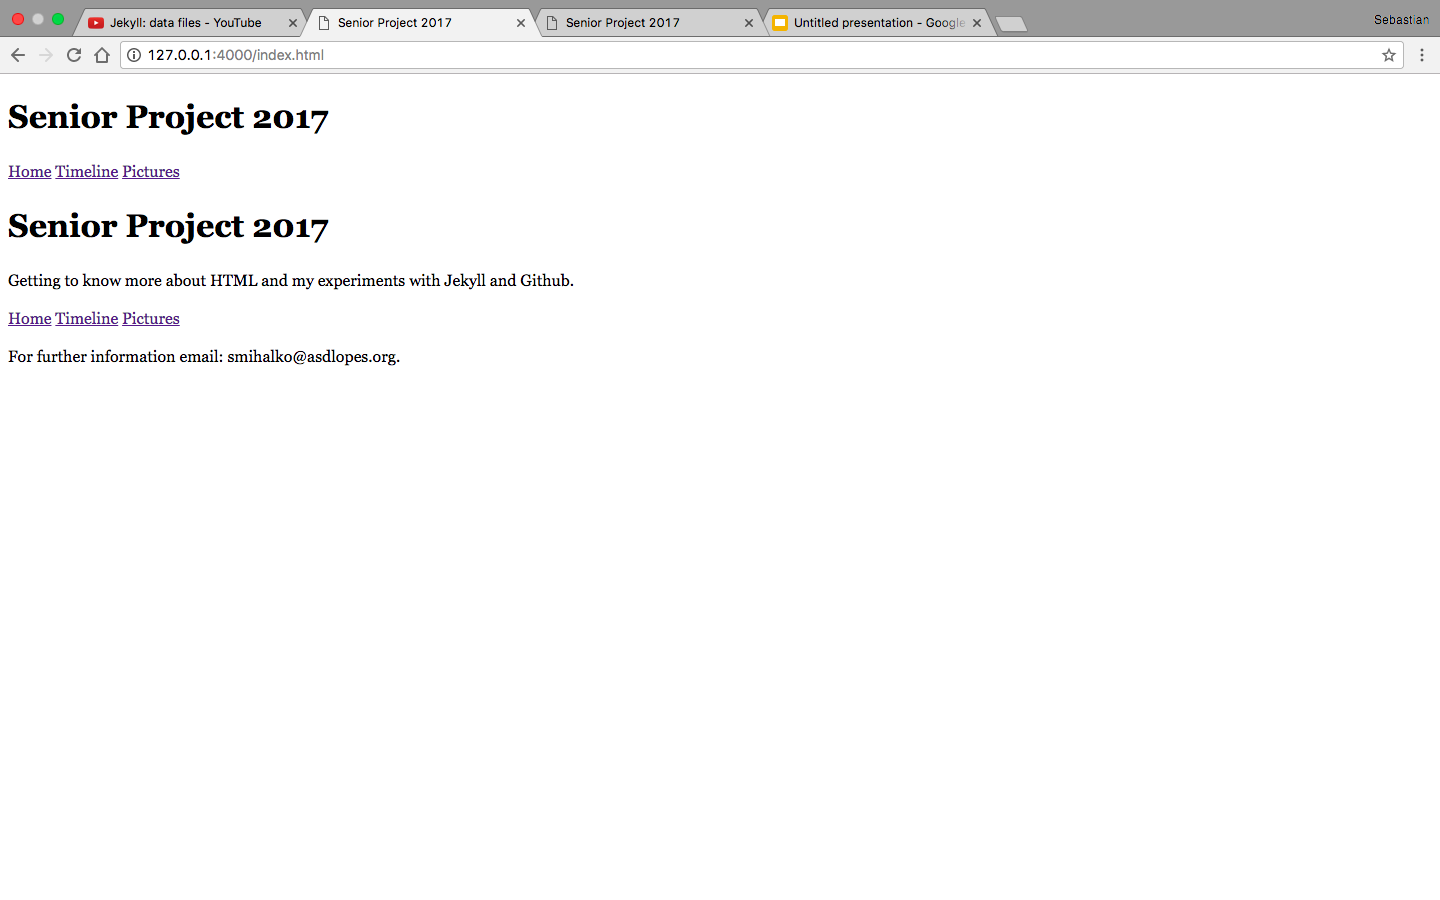 Jekyll: data files - YouTube
Senior Project 2017
Senior Project 2017
Untitled presentation - Google
Sebastian
127.0.0.1:4000/index.html
Senior Project 2017
Home Timeline Pictures
Senior Project 2017
Getting to know more about HTML and my experiments with Jekyll and Github.
Home Timeline Pictures
For further information email: smihalko@asdlopes.org.